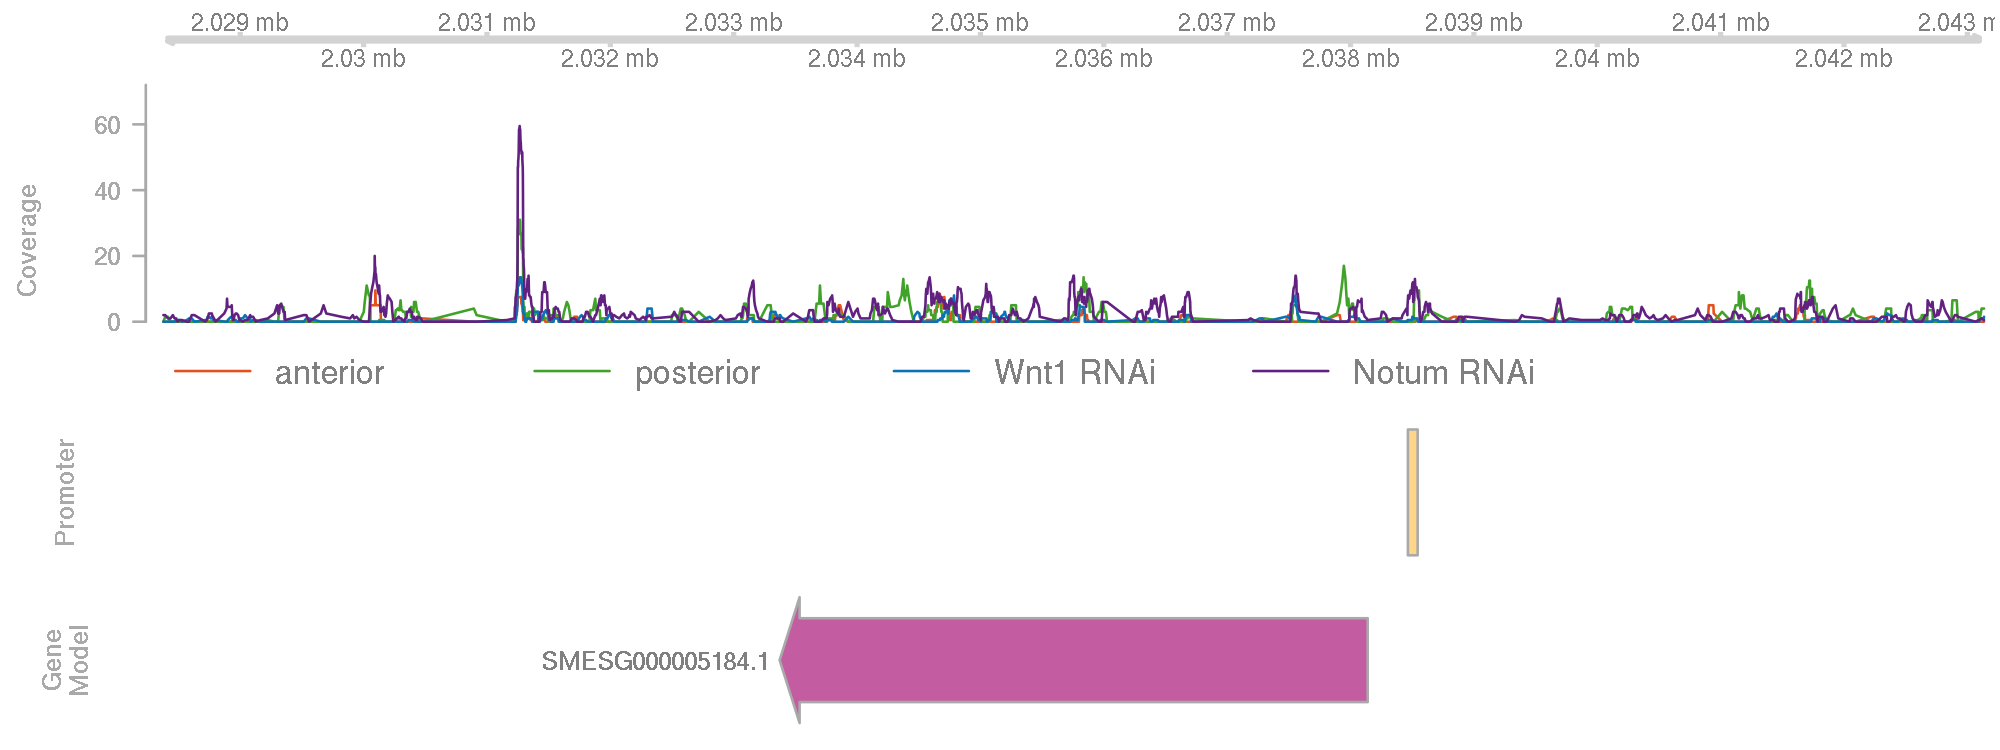 2.029 mb 2.031 mb 2.033 mb 2.035 mb 2.037 mb 2.039 mb 2.041 mb 2.043 m
2.03 mb 2.032 mb 2.034 mb 2.036 mb 2.038 mb 2.04 mb 2.042 mb
Coverage
60
40
20
0
anterior posterior Wnt1 RNAi Notum RNAi
Promoter
Gene
Model
SMESG000005184.1